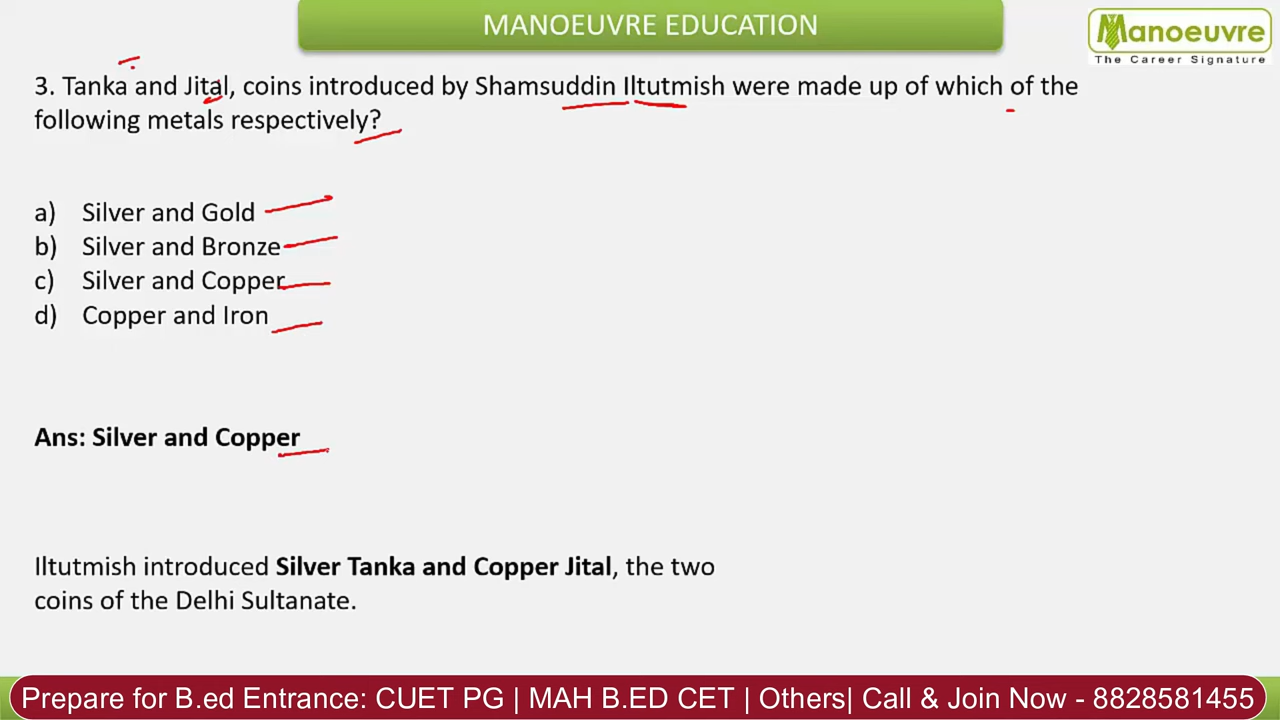 MANOEUVRE EDUCATION
Manoeuvre
The Career Signature
3. Tanka and Jital, coins introduced by Shamsuddin Iltutmish were made up of which of the
following metals respectively?
a) Silver and Gold
b) Silver and Bronze
c) Silver and Copper
d) Copper and Iron
Ans: Silver and Copper
Iltutmish introduced Silver Tanka and Copper Jital, the two
coins of the Delhi Sultanate.
Prepare for B.ed Entrance: CUET PG | MAH B.ED CET | Others| Call & Join Now - 8828581455